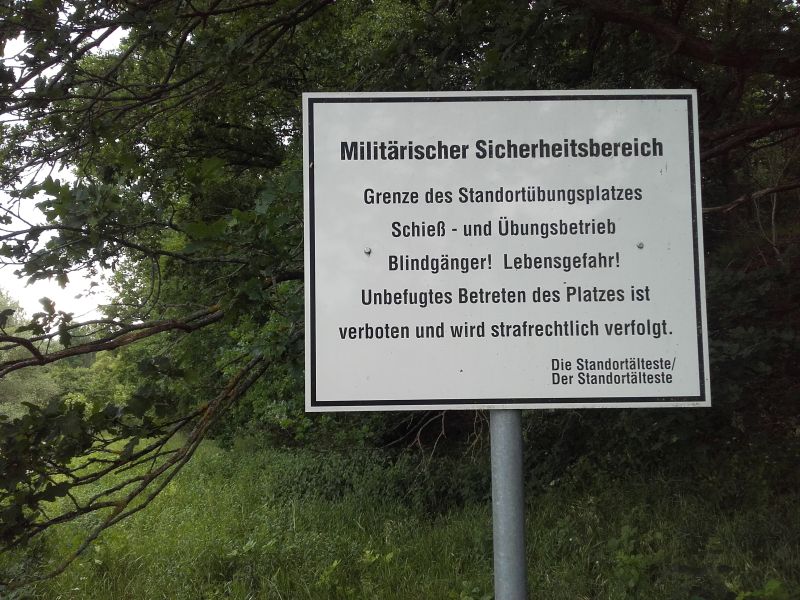 Militärischer Sicherheitsbereich
Grenze des Standortübungsplatzes
Schieß - und Übungsbetrieb
Blindgänger! Lebensgefahr!
Unbefugtes Betreten des Platzes ist
verboten und wird strafrechtlich verfolgt.
Die Standortälteste/
Der Standortälteste